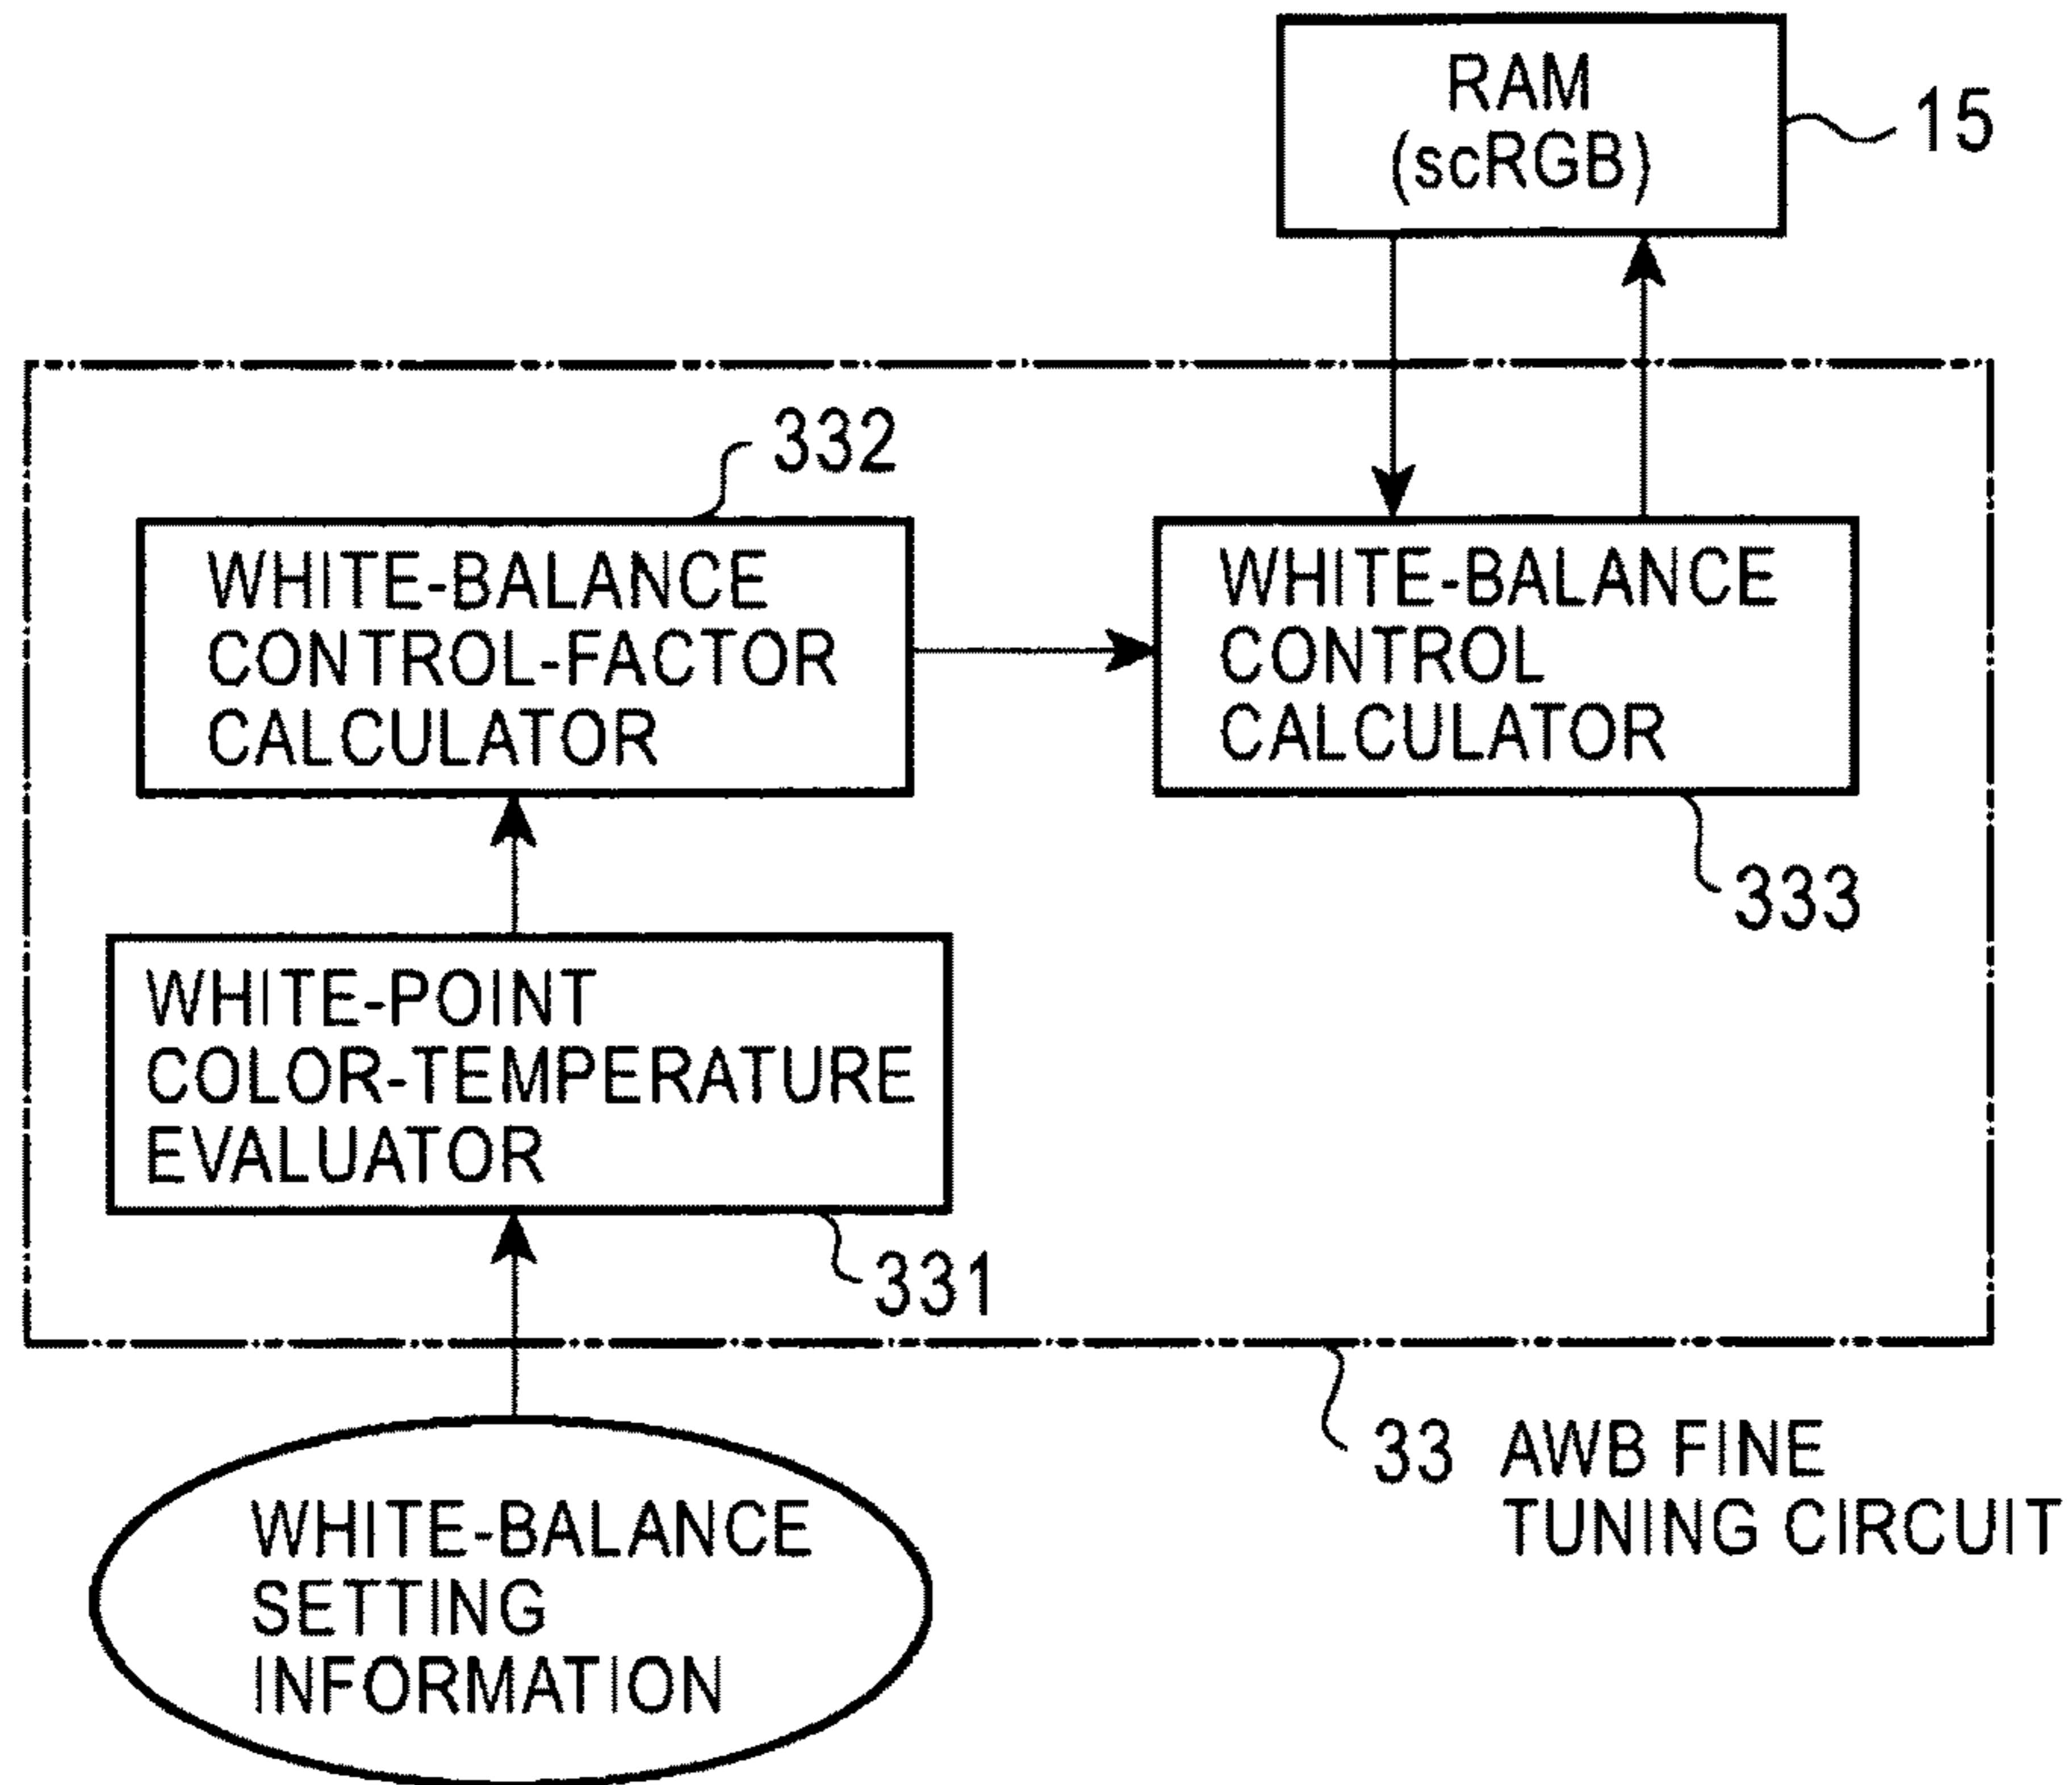 RAM
(scRGB)
15
332
WHITE-BALANCE
CONTROL-FACTOR
CALCULATOR
WHITE-BALANCE
CONTROL
CALCULATOR
333
WHITE-POINT
COLOR-TEMPERATURE
EVALUATOR
331
33 AWB FINE
TUNING CIRCUIT
WHITE-BALANCE
SETTING
INFORMATION